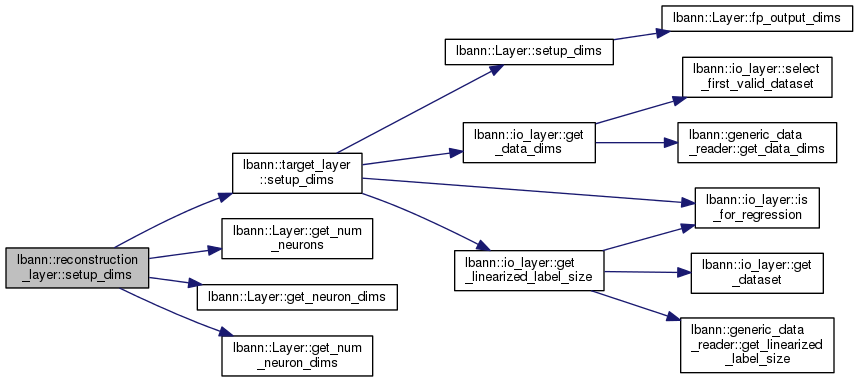 lbann::reconstruction
_layer::setup_dims
lbann::target_layer
::setup_dims
lbann::Layer::get_num
_neurons
lbann::Layer::get_neuron_dims
lbann::Layer::get_num
_neuron_dims
lbann::Layer::setup_dims
lbann::io_layer::get
_data_dims
lbann::io_layer::get
_linearized_label_size
lbann::Layer::fp_output_dims
lbann::io_layer::select
_first_valid_dataset
lbann::generic_data
_reader::get_data_dims
lbann::io_layer::is
_for_regression
lbann::io_layer::get
_dataset
lbann::generic_data
_reader::get_linearized
_label_size